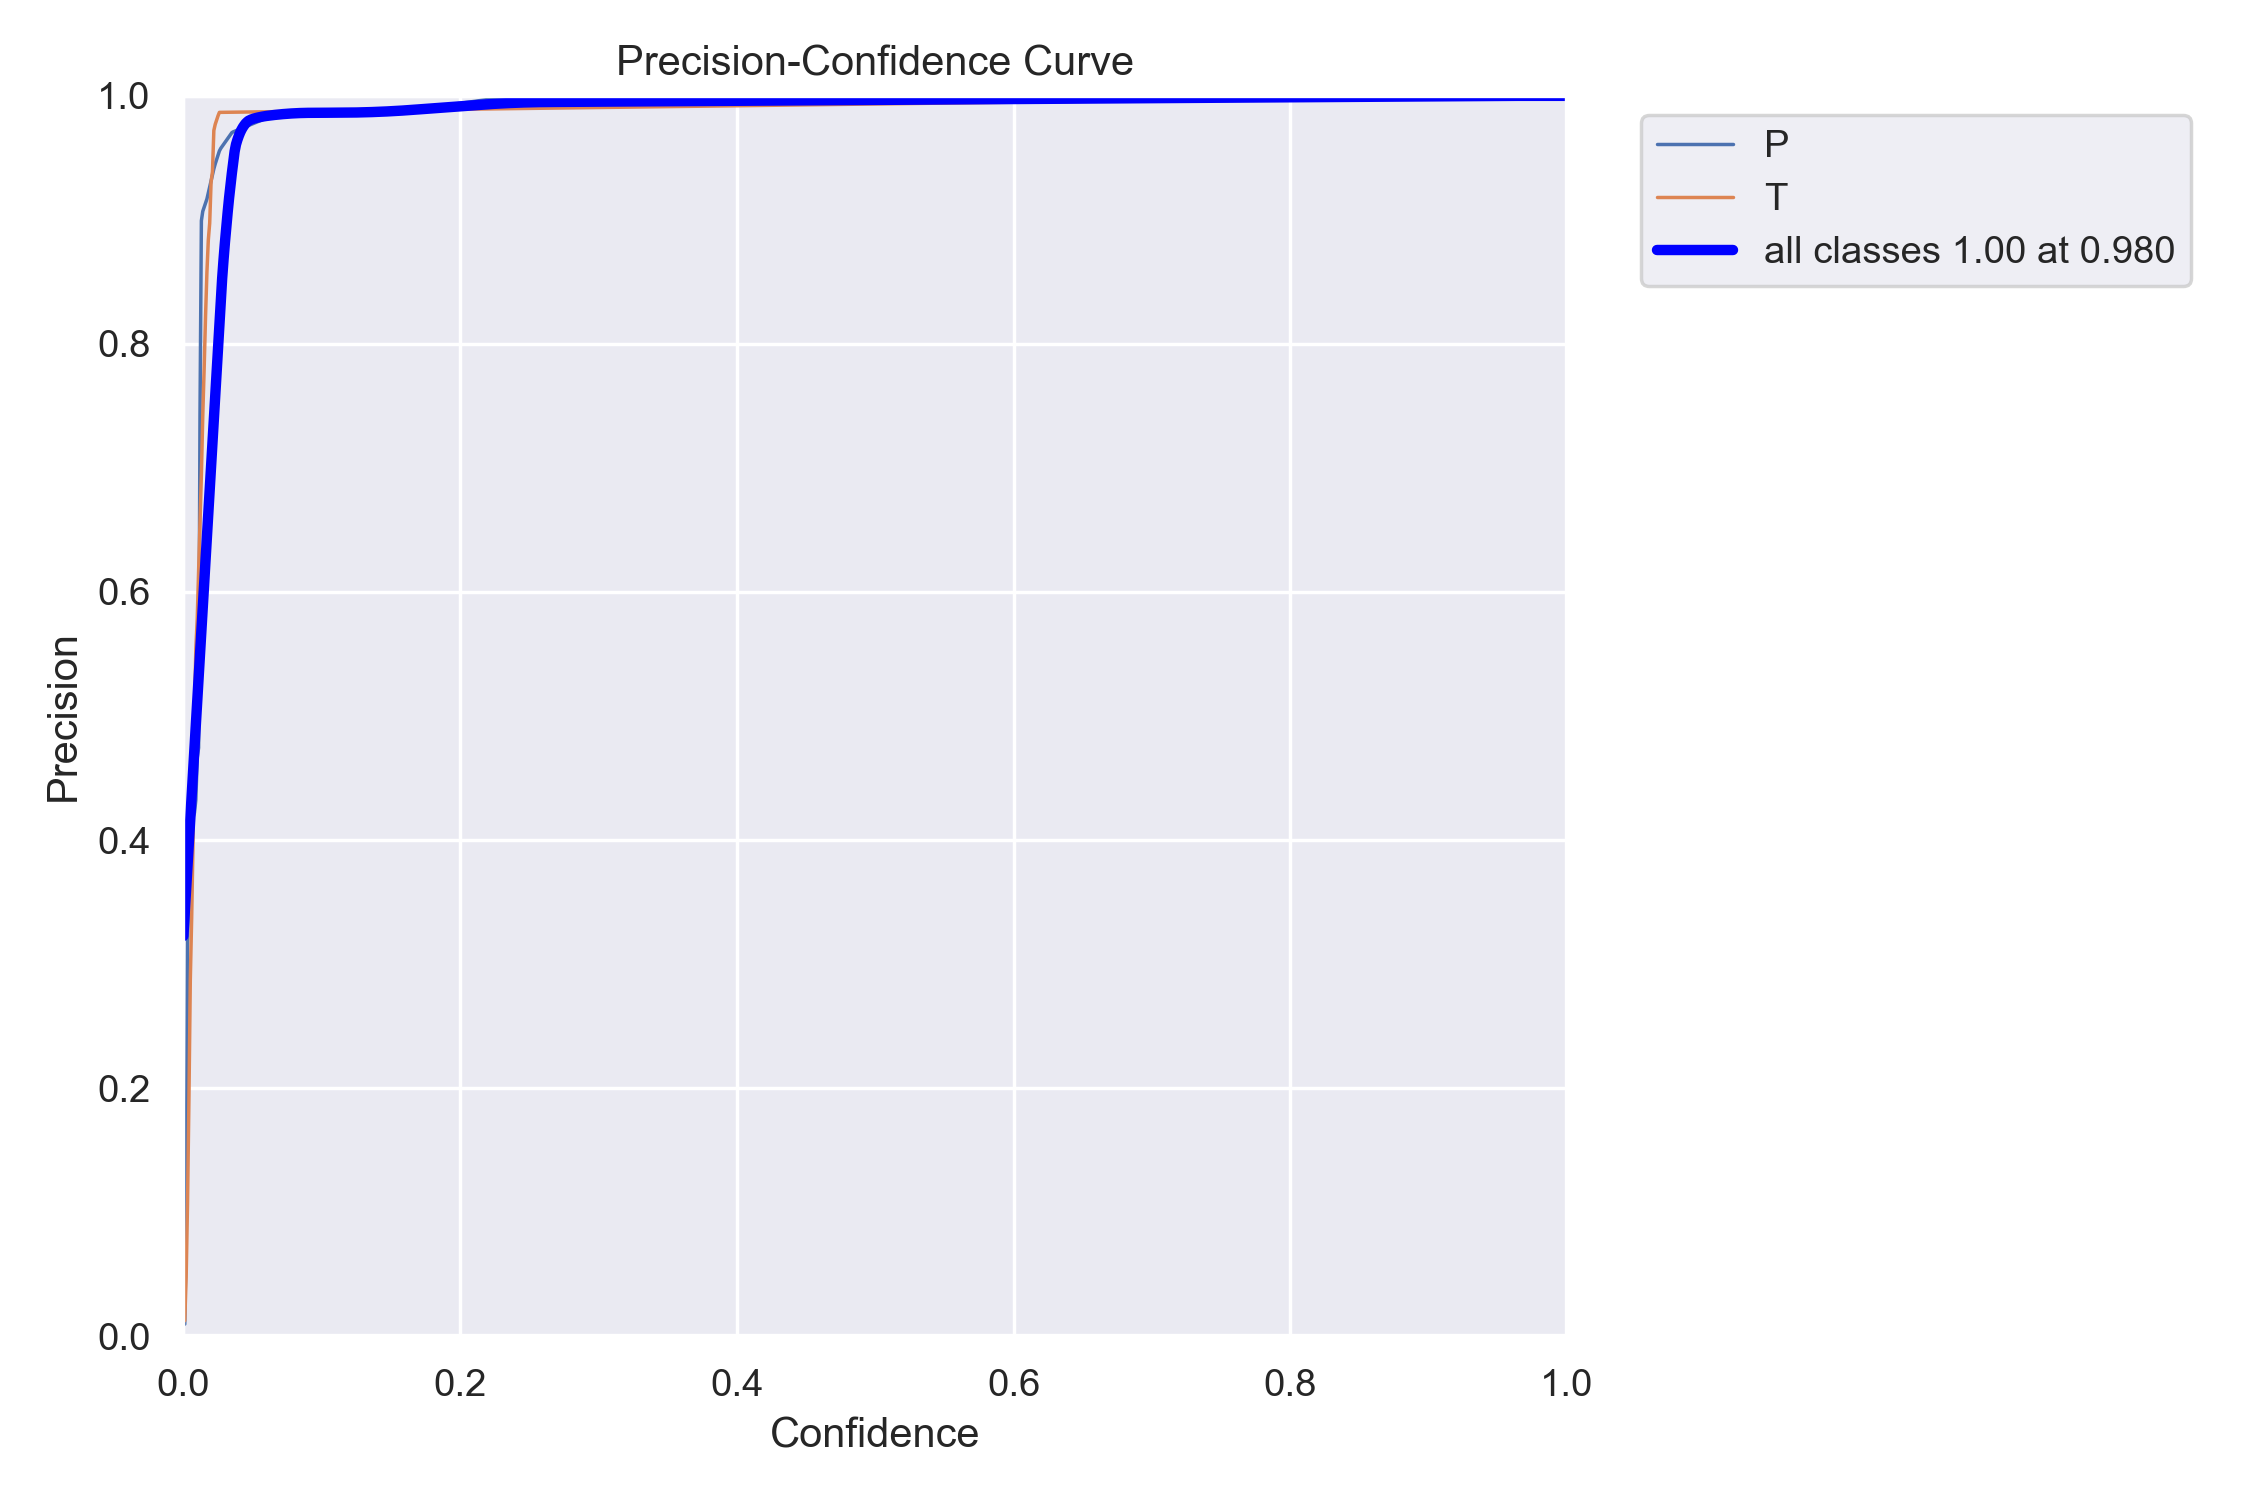 Precision-Confidence Curve
1.0
0.8
0.6
0.4
0.2
0.0
Precision
0.0 0.2 0.4 0.6 0.8 1.0
Confidence
P
T
all classes 1.00 at 0.980